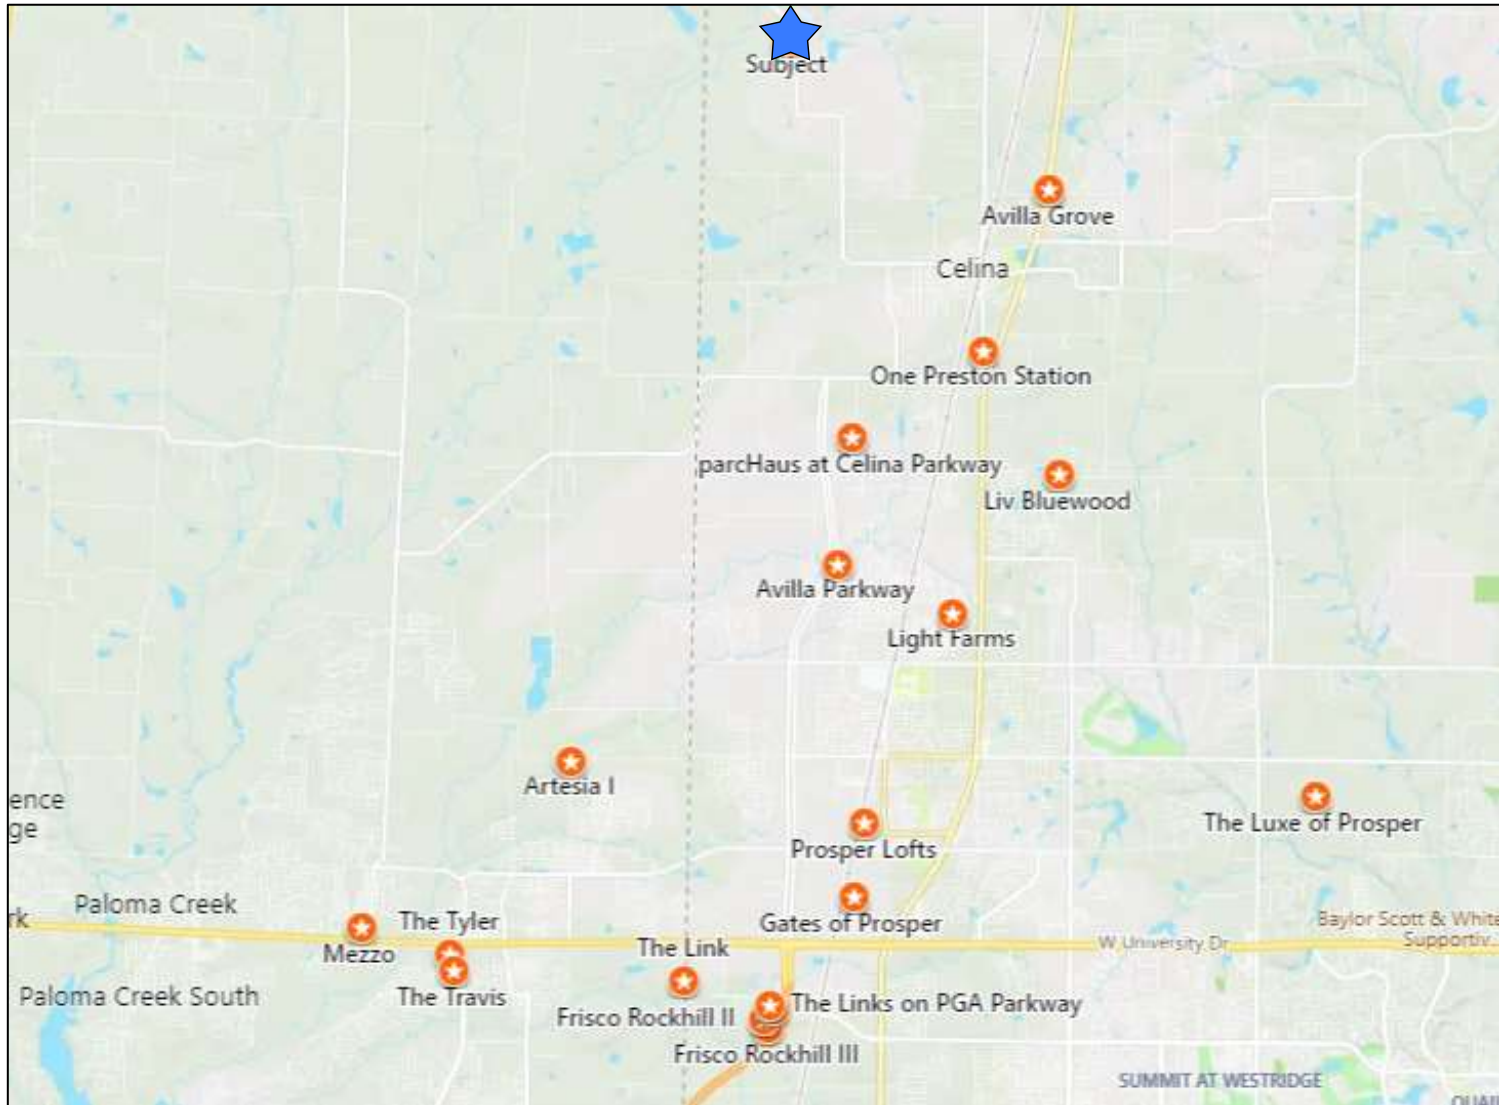 Subject
Avilla Grove
Celina
One Preston Station
parcHaus at Celina Parkway
Liv Bluewood
Avilla Parkway
Light Farms
Artesia I
ence
ge
The Luxe of Prosper
Prosper Lofts
Paloma Creek
rk
The Tyler
Gates of Prosper
Baylor Scott & White
Supportiv...
Mezzo
The Link
W University Dr
Paloma Creek South
The Travis
The Links on PGA Parkway
Frisco Rockhill II
Frisco Rockhill III
SUMMIT AT WESTRIDGE
QUAIL